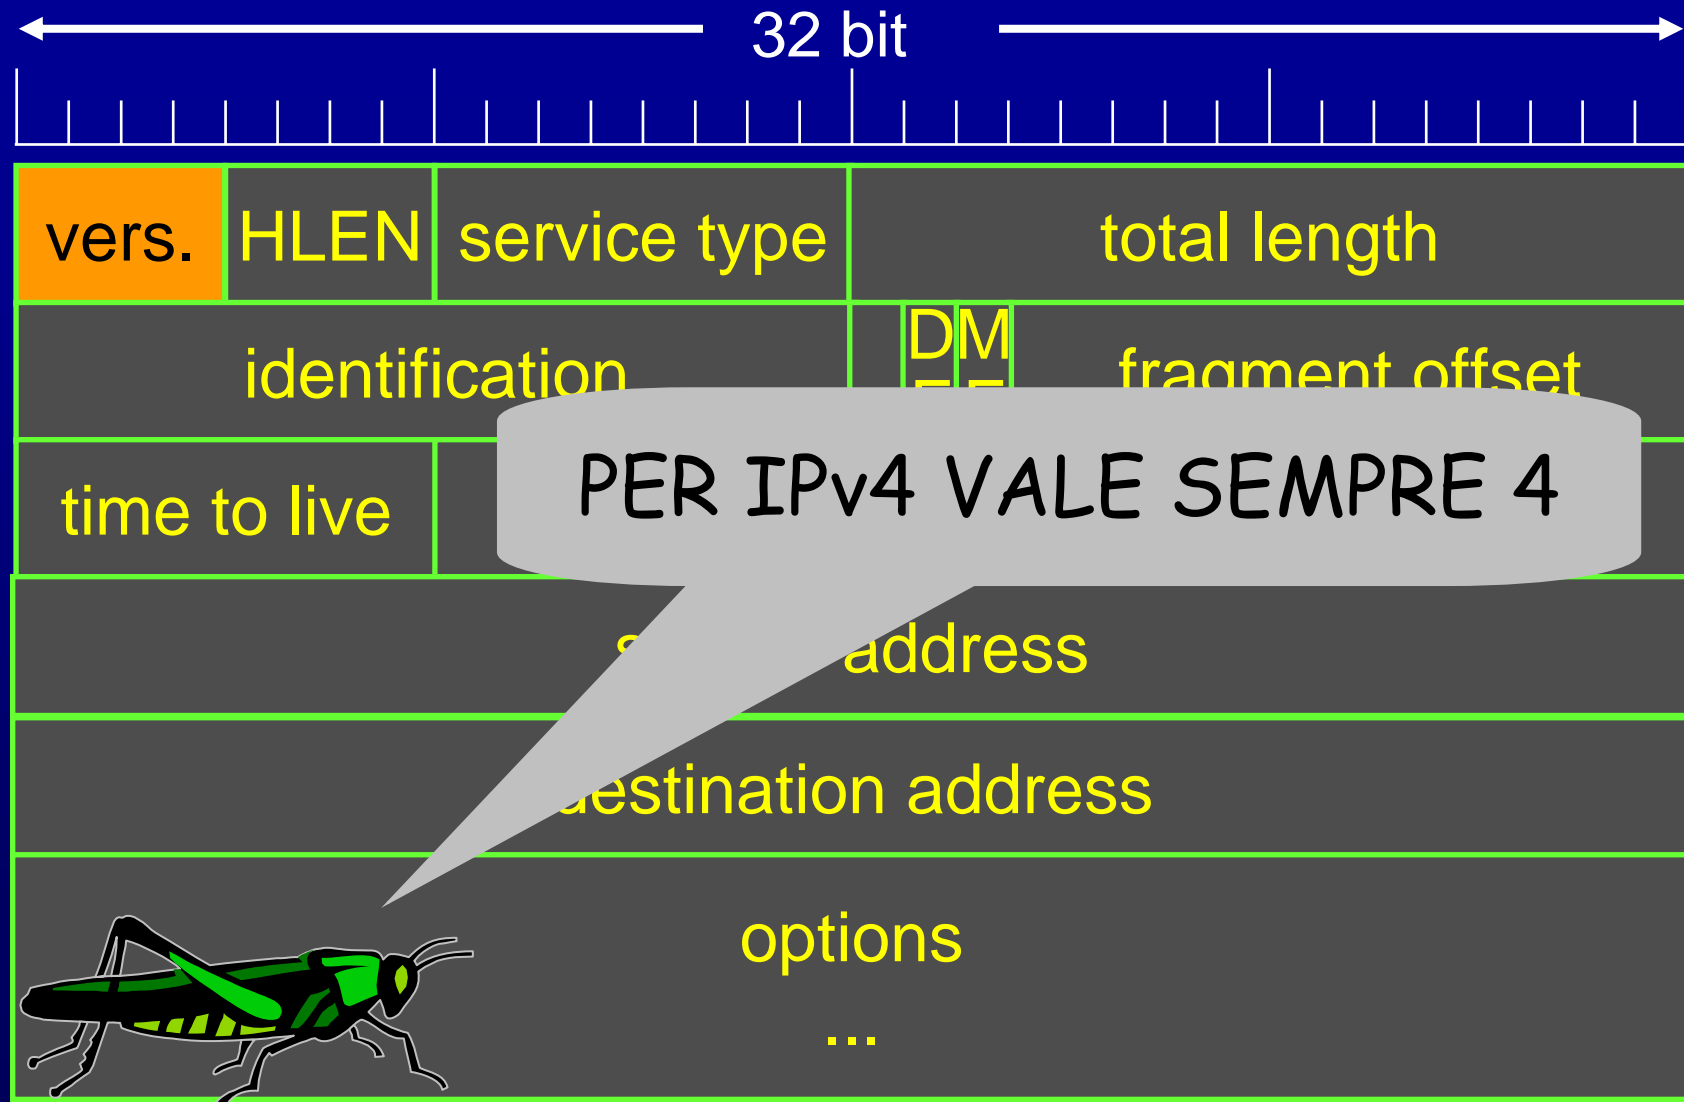 32 bit
vers. HLEN service type total length
D M
identification fragment offset
PER IPv4 VALE SEMPRE 4
time to live
address
destination address
options
...